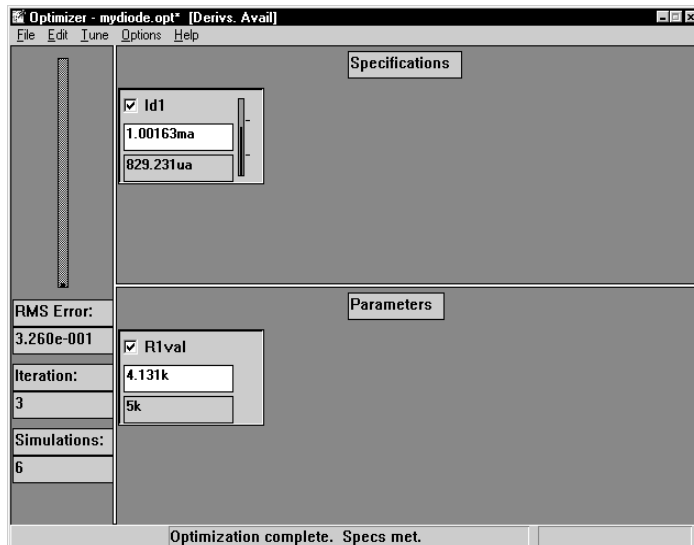 Optimizer - mydiode.opt* [Derivs. Avail]
File Edit Tune Options Help
Specifications
Id1
1.00163ma
829.231ua
RMS Error:
3.260e-001
Iteration:
3
Simulations:
6
Parameters
R1val
4.131k
5k
Optimization complete. Specs met.